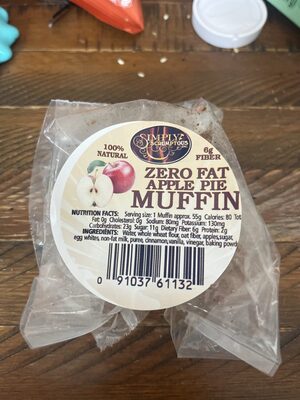 SIMPLY
SCRUMPTOUS
100%
NATURAL
6g
FIBER
ZERO FAT
APPLE PIE
MUFFIN
NUTRITION FACTS: Serving size: 1 Muffin approx. 55g Calories: 80 Tot
Fat 0g Cholesterol: 0g Sodium: 80mg Potassium: 130mg
Carbohydrates: 23g Sugar: 11g Dietary Fiber: 6g Protein: 2g
INGREDIENTS: Water, whole wheat flour, oat fiber, apples, sugar,
egg whites, non-fat milk, puree, cinnamon, vanilla, vinegar, baking powd
0 91037 61132